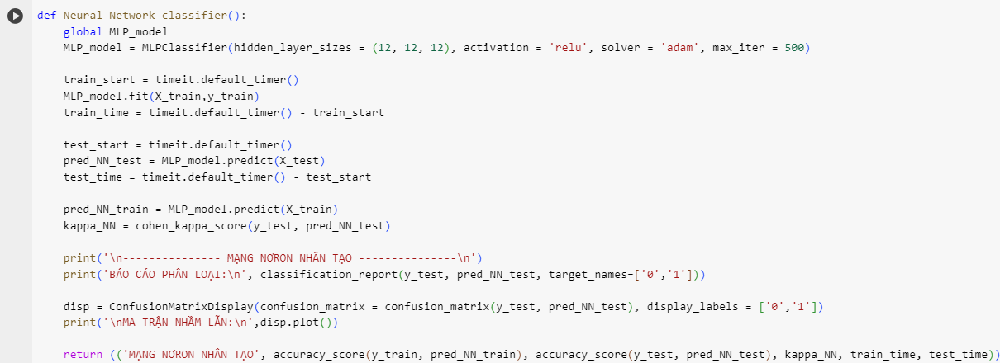 def Neural_Network_classifier():
    global MLP_model
    MLP_model = MLPClassifier(hidden_layer_sizes = (12, 12, 12), activation = 'relu', solver = 'adam', max_iter = 500)
    train_start = timeit.default_timer()
    MLP_model.fit(X_train,y_train)
    train_time = timeit.default_timer() - train_start
    test_start = timeit.default_timer()
    pred_NN_test = MLP_model.predict(X_test)
    test_time = timeit.default_timer() - test_start
    pred_NN_train = MLP_model.predict(X_train)
    kappa_NN = cohen_kappa_score(y_test, pred_NN_test)
    print('\n--------------- MẠNG NƠRON NHÂN TẠO ---------------\n')
    print('BÁO CÁO PHÂN LOẠI:\n', classification_report(y_test, pred_NN_test, target_names=['0','1']))
    disp = ConfusionMatrixDisplay(confusion_matrix = confusion_matrix(y_test, pred_NN_test), display_labels = ['0','1'])
    print('\nMA TRẬN NHẦM LẪN:\n',disp.plot())
    return (('MẠNG NƠRON NHÂN TẠO', accuracy_score(y_train, pred_NN_train), accuracy_score(y_test, pred_NN_test), kappa_NN, train_time, test_time))